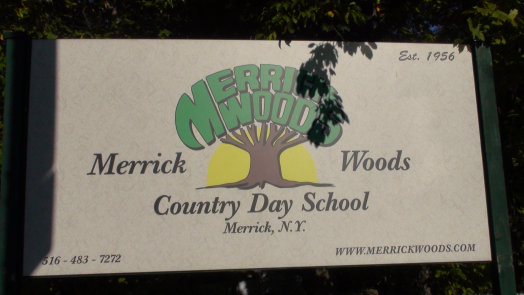 Est. 1956
MERRICK
WOODS
Merrick Woods
Country Day School
Merrick, N.Y.
516 - 483 - 7272
WWW.MERRICKWOODS.COM